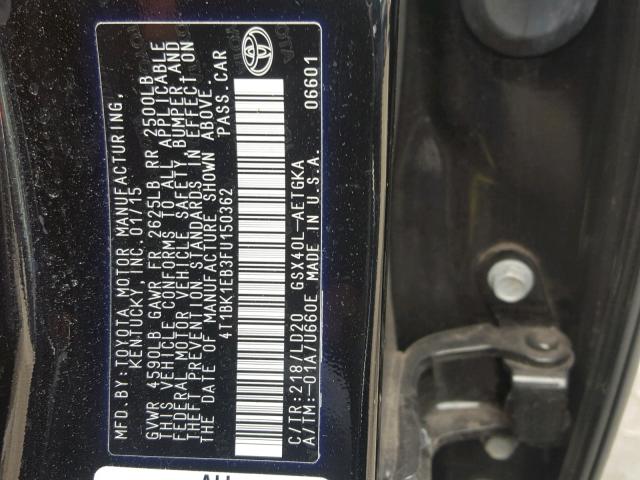 MFD. BY: TOYOTA MOTOR MANUFACTURING,
KENTUCKY, INC. 01/15
GVWR 4590LB GAWR FR 2625LB RR 2500LB
THIS VEHICLE CONFORMS TO ALL APPLICABLE
FEDERAL MOTOR VEHICLE SAFETY, BUMPER AND
THEFT PREVENTION STANDARDS IN EFFECT ON
THE DATE OF MANUFACTURE SHOWN ABOVE.
4T1BK1EB3FU150362 PASS. CAR
C/TR:218/LD20 GSX40L-AETGKA 06601
A/TM:-01A/U660E MADE IN U.S.A.